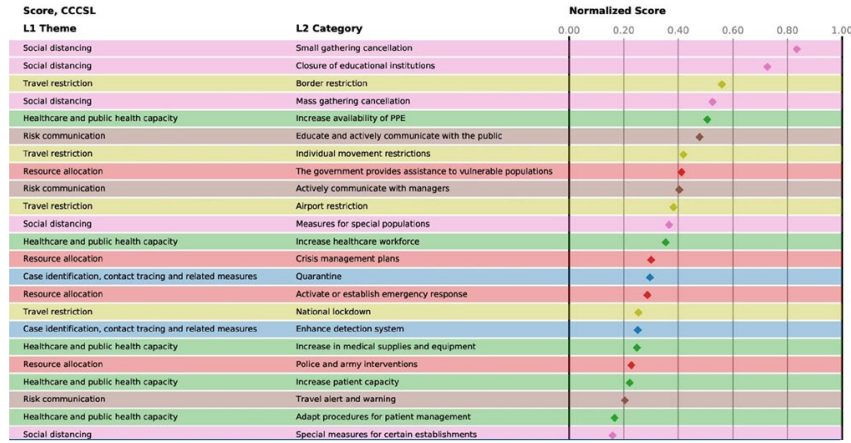 Score, CCCSL Normalized Score
L1 Theme L2 Category 0.00 0.20 0.40 0.60 0.80 1.00
Social distancing Small gathering cancellation
Social distancing Closure of educational institutions
Travel restriction Border restriction
Social distancing Mass gathering cancellation
Healthcare and public health capacity Increase availability of PPE
Risk communication Educate and actively communicate with the public
Travel restriction Individual movement restrictions
Resource allocation The government provides assistance to vulnerable populations
Risk communication Actively communicate with managers
Travel restriction Airport restriction
Social distancing Measures for special populations
Healthcare and public health capacity Increase healthcare workforce
Resource allocation Crisis management plans
Case identification, contact tracing and related measures Quarantine
Resource allocation Activate or establish emergency response
Travel restriction National lockdown
Case identification, contact tracing and related measures Enhance detection system
Healthcare and public health capacity Increase in medical supplies and equipment
Resource allocation Police and army interventions
Healthcare and public health capacity Increase patient capacity
Risk communication Travel alert and warning
Healthcare and public health capacity Adapt procedures for patient management
Social distancing Special measures for certain establishments